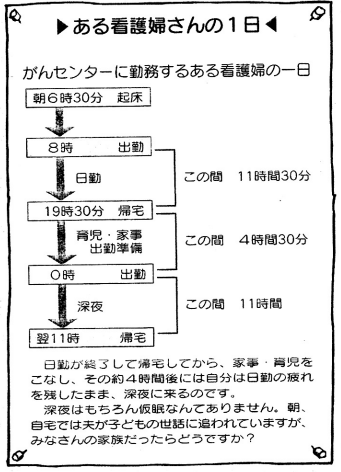 ▶ある看護婦さんの1日◀
がんセンターに勤務するある看護婦の一日
朝6時30分 起床
8時 出勤
日勤
この間 11時間30分
19時30分 帰宅
育児・家事
出勤準備
この間 4時間30分
0時 出勤
深夜
この間 11時間
翌11時 帰宅
日勤が終了して帰宅してから、家事・育児を
こなし、その約4時間後には自分は日勤の疲れ
を残したまま、深夜に来るのです。
深夜はもちろん仮眠なんてありません。朝、
自宅では夫が子どもの世話に追われていますが、
みなさんの家族だったらどうですか？